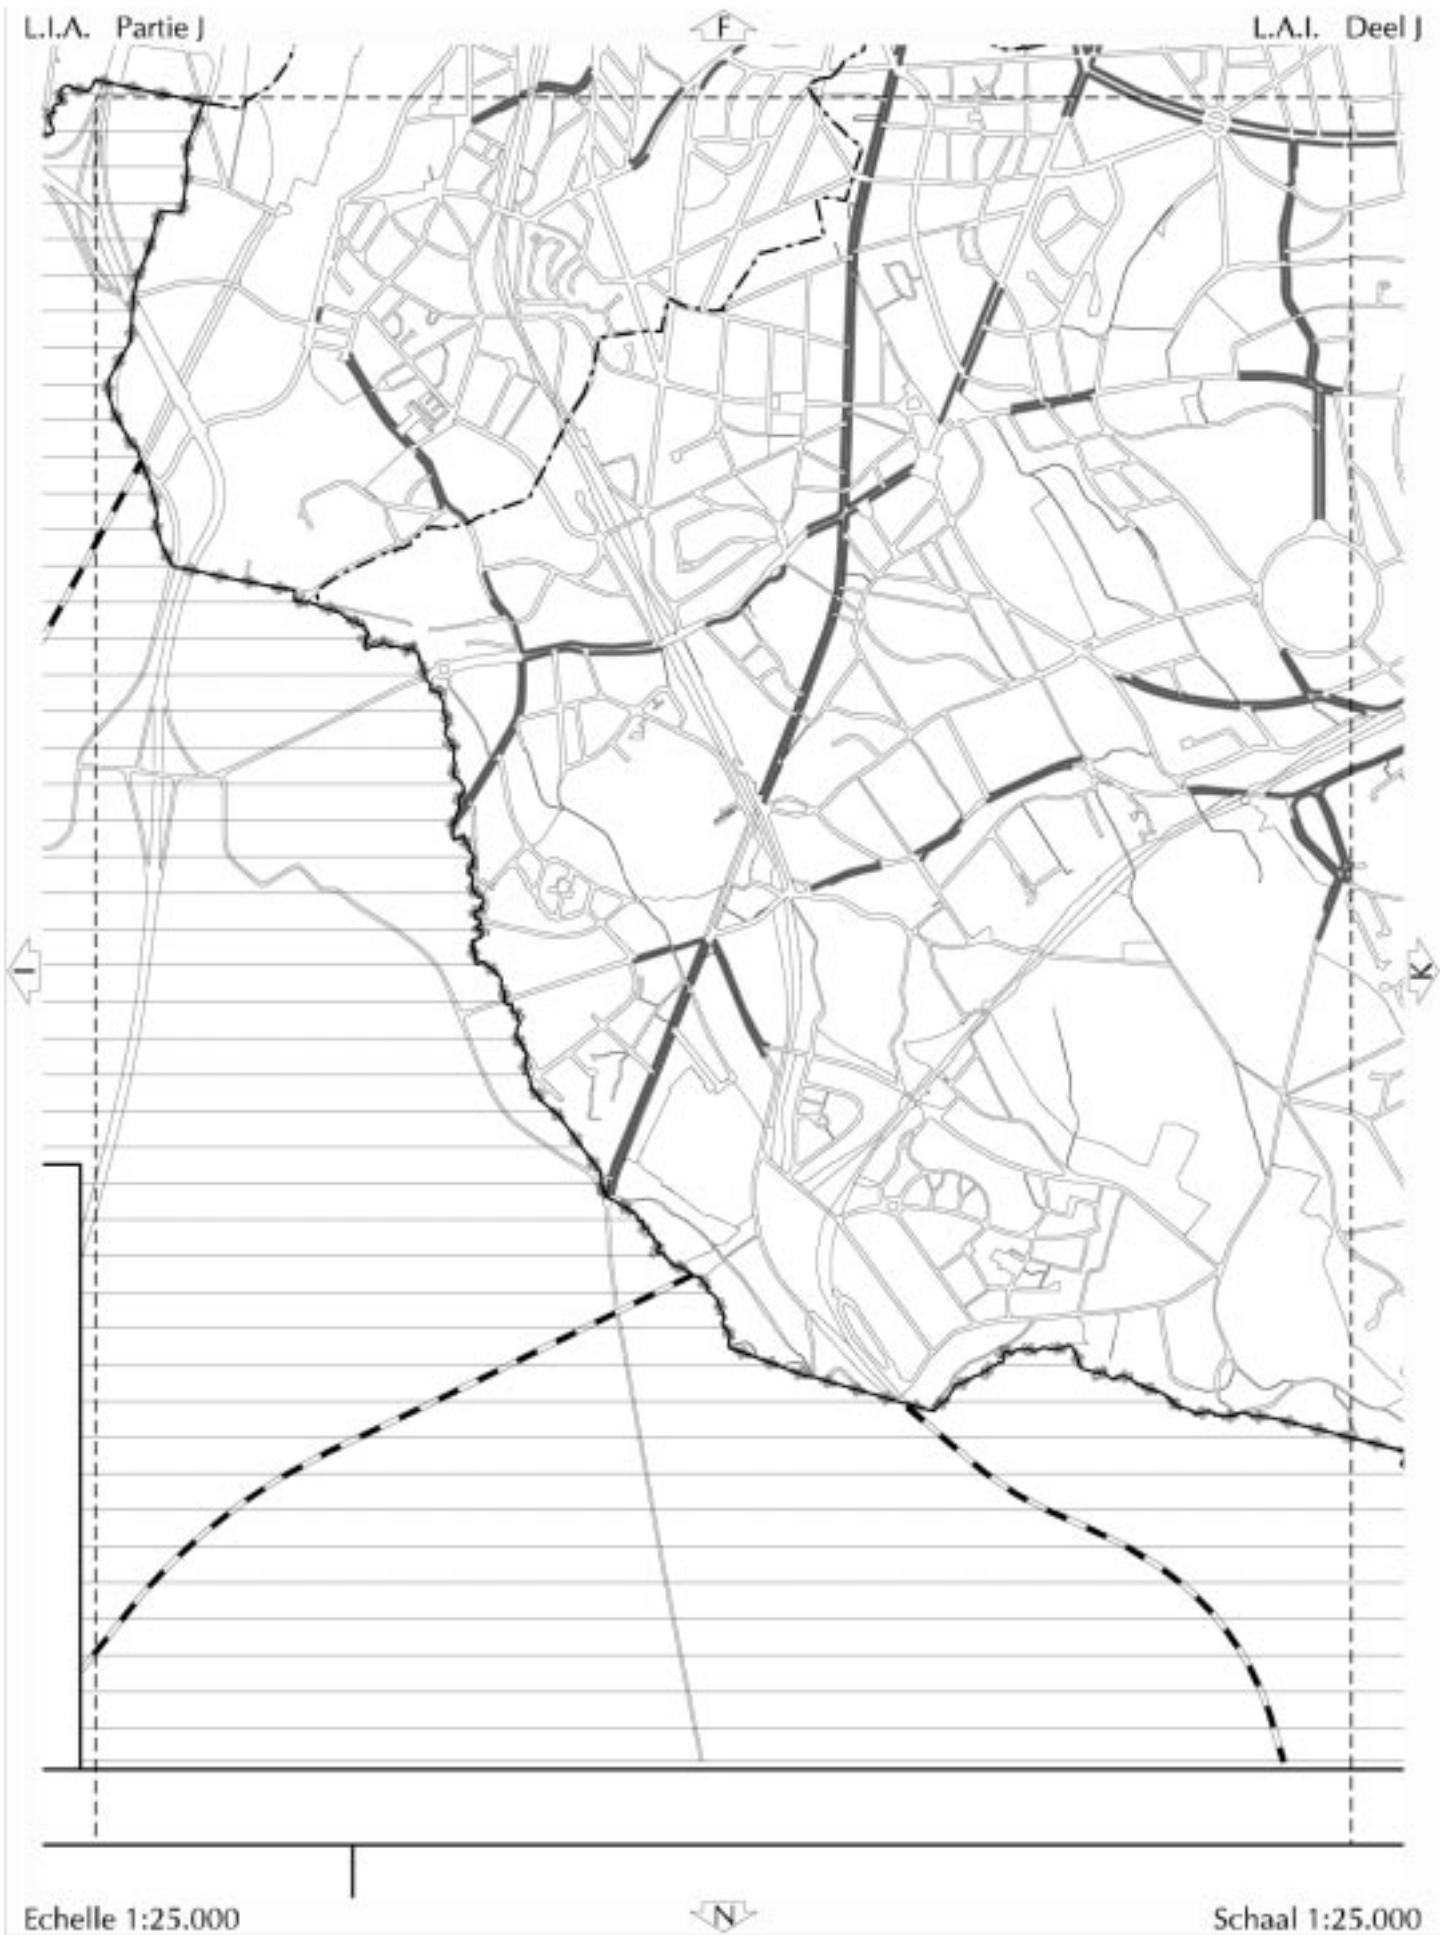 L.I.A. Partie J
F
L.A.I. Deel J
I
K
Echelle 1:25.000
N
Schaal 1:25.000